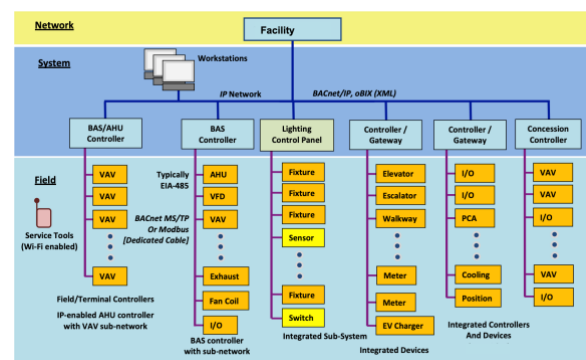 Network
Facility
System
Workstations
IP Network
BACnet/IP, oBIX (XML)
BAS/AHU
Controller
BAS
Controller
Lighting
Control Panel
Controller /
Gateway
Controller /
Gateway
Concession
Controller
Field
Service Tools
(Wi-Fi enabled)
VAV
VAV
VAV
VAV
Field/Terminal Controllers
IP-enabled AHU controller
with VAV sub-network
Typically
EIA-485
BACnet MS/TP
Or Modbus
[Dedicated Cable]
AHU
VFD
VAV
Exhaust
Fan Coil
I/O
BAS controller
with sub-network
Fixture
Fixture
Fixture
Sensor
Fixture
Switch
Integrated Sub-System
Elevator
Escalator
Walkway
Meter
Meter
EV Charger
Integrated Devices
I/O
I/O
PCA
Cooling
Position
Integrated Controllers
And Devices
VAV
VAV
I/O
VAV
I/O